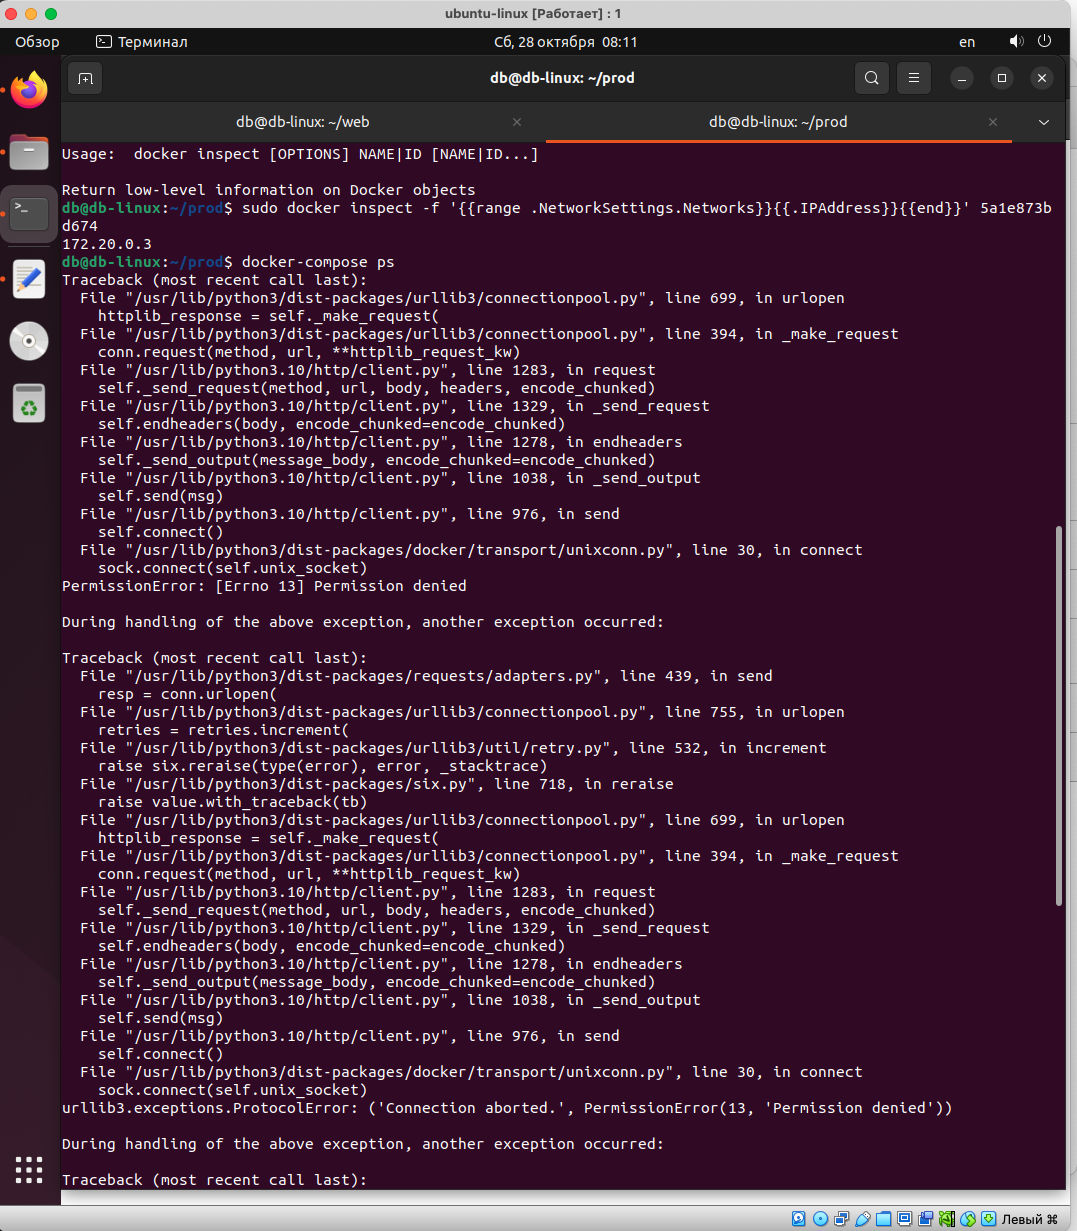 ubuntu-linux [Работает] : 1
Обзор Терминал Сб, 28 октября 08:11 en
db@db-linux: ~/prod
db@db-linux: ~/web db@db-linux: ~/prod
Usage:  docker inspect [OPTIONS] NAME|ID [NAME|ID...]
Return low-level information on Docker objects
db@db-linux:~/prod$ sudo docker inspect -f '{{range .NetworkSettings.Networks}}{{.IPAddress}}{{end}}' 5a1e873b
d674
172.20.0.3
db@db-linux:~/prod$ docker-compose ps
Traceback (most recent call last):
  File "/usr/lib/python3/dist-packages/urllib3/connectionpool.py", line 699, in urlopen
    httplib_response = self._make_request(
  File "/usr/lib/python3/dist-packages/urllib3/connectionpool.py", line 394, in _make_request
    conn.request(method, url, **httplib_request_kw)
  File "/usr/lib/python3.10/http/client.py", line 1283, in request
    self._send_request(method, url, body, headers, encode_chunked)
  File "/usr/lib/python3.10/http/client.py", line 1329, in _send_request
    self.endheaders(body, encode_chunked=encode_chunked)
  File "/usr/lib/python3.10/http/client.py", line 1278, in endheaders
    self._send_output(message_body, encode_chunked=encode_chunked)
  File "/usr/lib/python3.10/http/client.py", line 1038, in _send_output
    self.send(msg)
  File "/usr/lib/python3.10/http/client.py", line 976, in send
    self.connect()
  File "/usr/lib/python3/dist-packages/docker/transport/unixconn.py", line 30, in connect
    sock.connect(self.unix_socket)
PermissionError: [Errno 13] Permission denied
During handling of the above exception, another exception occurred:
Traceback (most recent call last):
  File "/usr/lib/python3/dist-packages/requests/adapters.py", line 439, in send
    resp = conn.urlopen(
  File "/usr/lib/python3/dist-packages/urllib3/connectionpool.py", line 755, in urlopen
    retries = retries.increment(
  File "/usr/lib/python3/dist-packages/urllib3/util/retry.py", line 532, in increment
    raise six.reraise(type(error), error, _stacktrace)
  File "/usr/lib/python3/dist-packages/six.py", line 718, in reraise
    raise value.with_traceback(tb)
  File "/usr/lib/python3/dist-packages/urllib3/connectionpool.py", line 699, in urlopen
    httplib_response = self._make_request(
  File "/usr/lib/python3/dist-packages/urllib3/connectionpool.py", line 394, in _make_request
    conn.request(method, url, **httplib_request_kw)
  File "/usr/lib/python3.10/http/client.py", line 1283, in request
    self._send_request(method, url, body, headers, encode_chunked)
  File "/usr/lib/python3.10/http/client.py", line 1329, in _send_request
    self.endheaders(body, encode_chunked=encode_chunked)
  File "/usr/lib/python3.10/http/client.py", line 1278, in endheaders
    self._send_output(message_body, encode_chunked=encode_chunked)
  File "/usr/lib/python3.10/http/client.py", line 1038, in _send_output
    self.send(msg)
  File "/usr/lib/python3.10/http/client.py", line 976, in send
    self.connect()
  File "/usr/lib/python3/dist-packages/docker/transport/unixconn.py", line 30, in connect
    sock.connect(self.unix_socket)
urllib3.exceptions.ProtocolError: ('Connection aborted.', PermissionError(13, 'Permission denied'))
During handling of the above exception, another exception occurred:
Traceback (most recent call last):
Левый ⌘